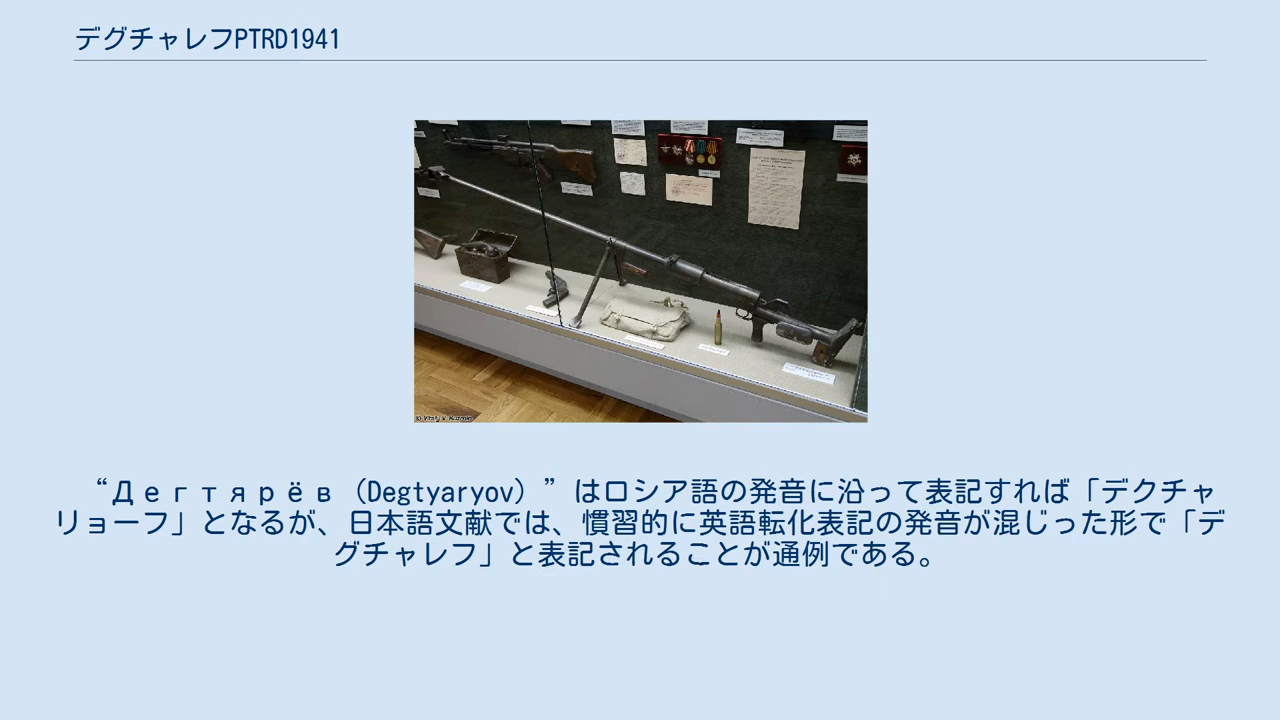 デグチャレフPTRD1941
© Vitaly V. Kuzmin
“Дегтярёв（Degtyaryov）”はロシア語の発音に沿って表記すれば「デクチャ
リョーフ」となるが、日本語文献では、慣習的に英語転化表記の発音が混じった形で「デ
グチャレフ」と表記されることが通例である。